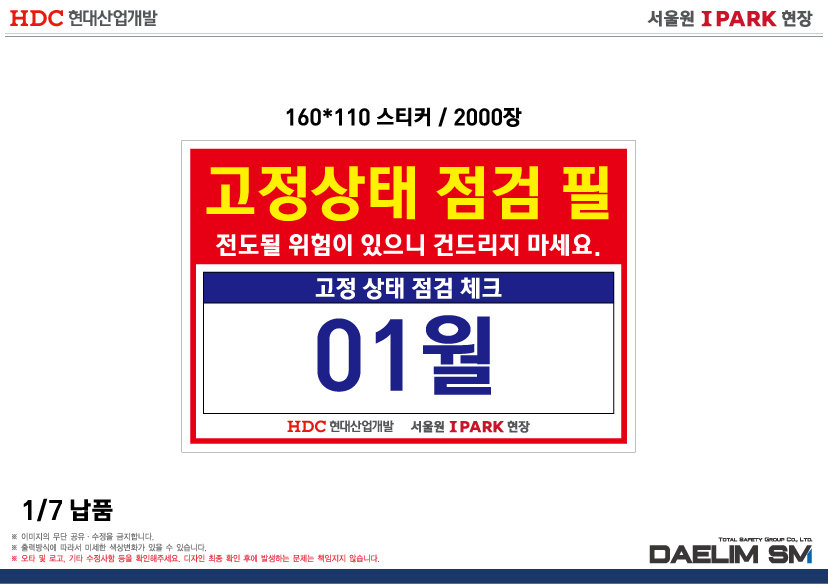 HDC 현대산업개발
서울원 IPARK 현장
160*110 스티커 / 2000장
고정상태 점검 필
전도될 위험이 있으니 건드리지 마세요.
고정 상태 점검 체크
01월
HDC 현대산업개발 서울원 IPARK 현장
1/7 납품
※ 이미지의 무단 공유·수정을 금지합니다.
※ 출력방식에 따라서 미세한 색상변화가 있을 수 있습니다.
※ 오타 및 로고, 기타 수정사항 등을 확인해주세요. 디자인 최종 확인 후에 발생하는 문제는 책임지지 않습니다.
TOTAL SAFETY GROUP CO., LTD.
DAELIM SM